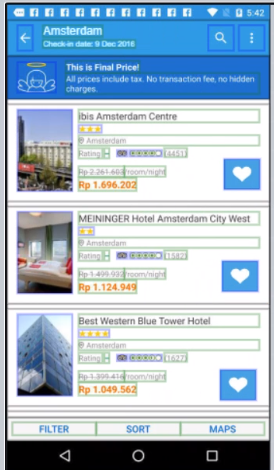 5:42
Amsterdam
Check-in date: 9 Dec 2016
This is Final Price!
All prices include tax. No transaction fee, no hidden
charges.
ibis Amsterdam Centre
Amsterdam
Rating: (4451)
Rp 2.261.603/room/night
Rp 1.696.202
MEININGER Hotel Amsterdam City West
Amsterdam
Rating: (1582)
Rp 1.499.932/room/night
Rp 1.124.949
Best Western Blue Tower Hotel
Amsterdam
Rating: (1627)
Rp 1.399.416/room/night
Rp 1.049.562
FILTER SORT MAPS